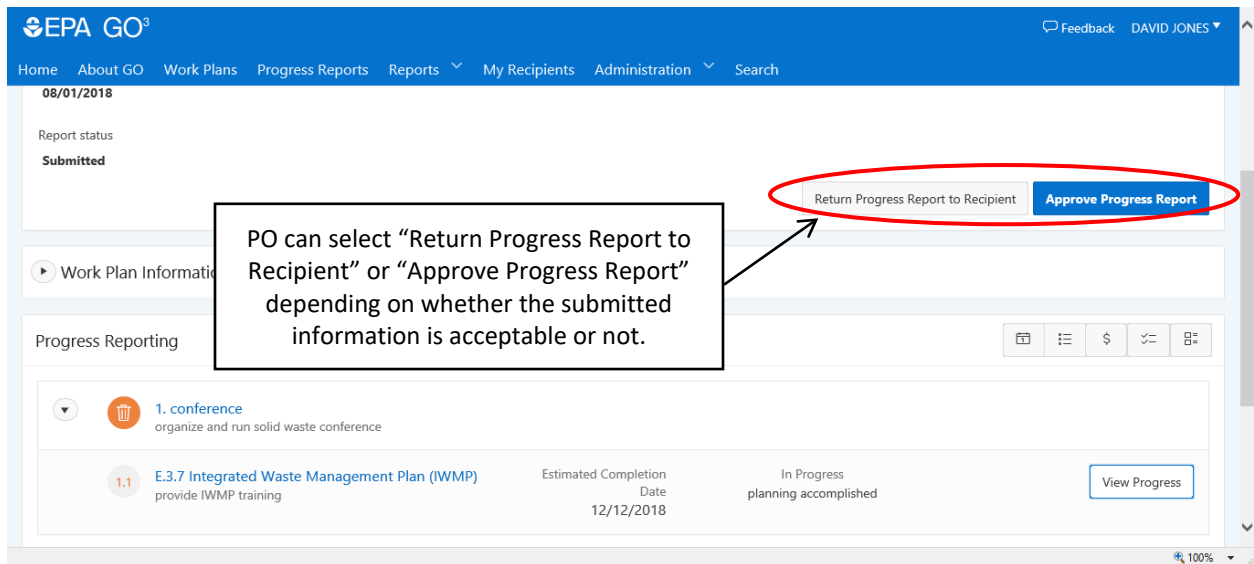 EPA GO³
Feedback DAVID JONES
Home About GO Work Plans Progress Reports Reports My Recipients Administration Search
08/01/2018
Report status
Submitted
Return Progress Report to Recipient Approve Progress Report
PO can select “Return Progress Report to
Recipient” or “Approve Progress Report”
depending on whether the submitted
information is acceptable or not.
Work Plan Informatio
Progress Reporting
$
1. conference
organize and run solid waste conference
1.1 E.3.7 Integrated Waste Management Plan (IWMP)
provide IWMP training
Estimated Completion
Date
12/12/2018
In Progress
planning accomplished
View Progress
100%